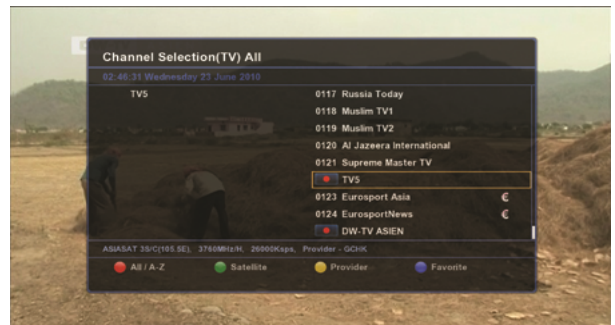 Channel Selection(TV) All
02:46:31 Wednesday 23 June 2010
TV5
0117 Russia Today
0118 Muslim TV1
0119 Muslim TV2
0120 Al Jazeera International
0121 Supreme Master TV
TV5
0123 Eurosport Asia €
0124 EurosportNews €
DW-TV ASIEN
ASIASAT 3S/C(105.5E), 3760MHz/H, 26000Ksps, Provider - GCHK
All / A-Z Satellite Provider Favorite